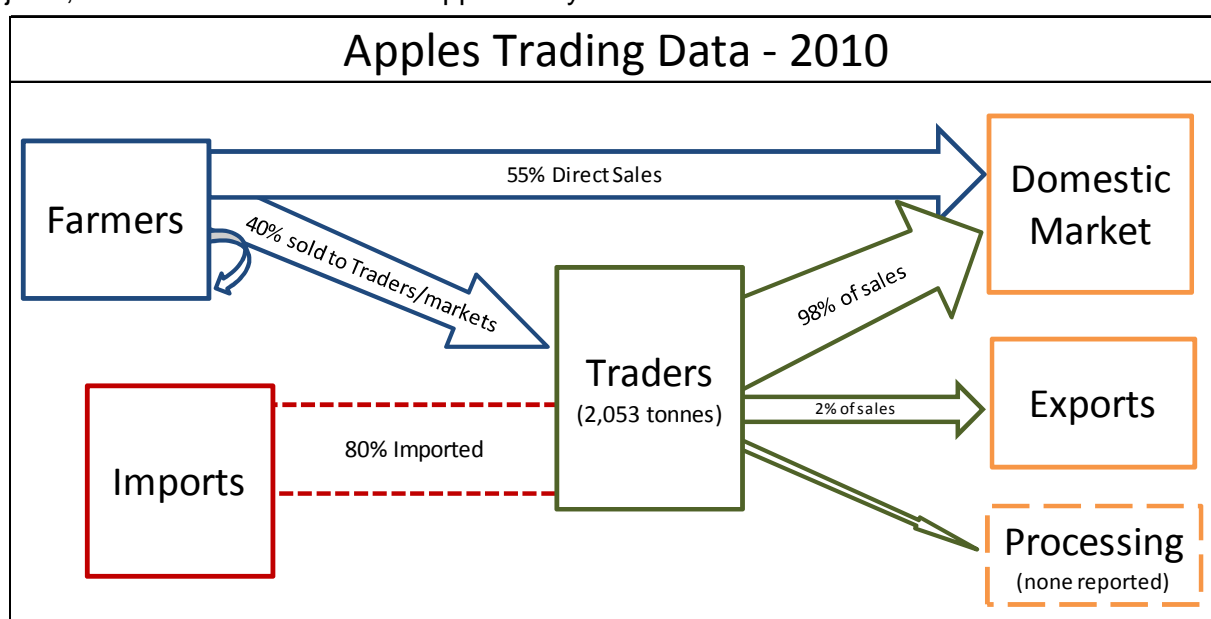 Apples Trading Data - 2010
55% Direct Sales
Farmers
40% sold to Traders/markets
Domestic
Market
98% of sales
Traders
(2,053 tonnes)
2% of sales
Exports
80% Imported
Imports
Processing
(none reported)